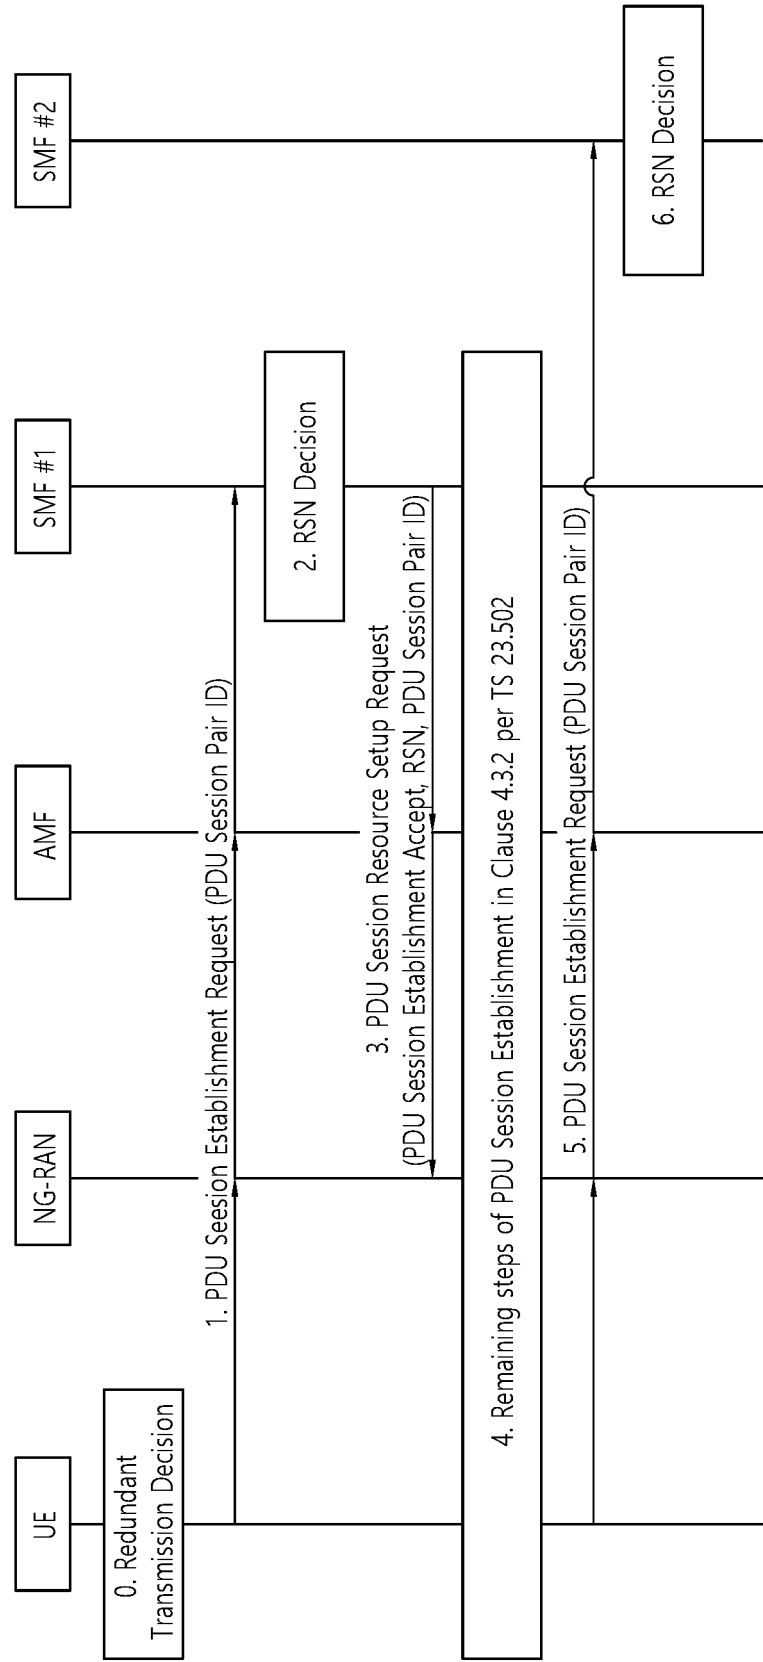 UE
NG-RAN
AMF
SMF #1
SMF #2
0. Redundant
Transmission Decision
1. PDU Seesion Establishment Request (PDU Session Pair ID)
2. RSN Decision
3. PDU Session Resource Setup Request
(PDU Session Establishment Accept, RSN, PDU Session Pair ID)
4. Remaining steps of PDU Session Establishment in Clause 4.3.2 per TS 23.502
5. PDU Session Establishment Request (PDU Session Pair ID)
6. RSN Decision